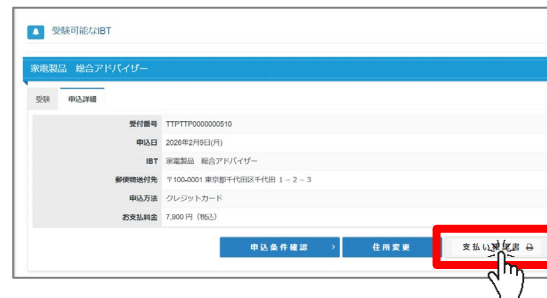 受験可能なIBT
家電製品 総合アドバイザー
受験 申込詳細
受付番号 TTPTTP0000000510
申込日 2026年2月9日(月)
IBT 家電製品 総合アドバイザー
郵便物送付先 〒100-0001 東京都千代田区千代田 1-2-3
申込方法 クレジットカード
お支払料金 7,900 円 (税込)
申込条件確認 > 住所変更 支払い 書